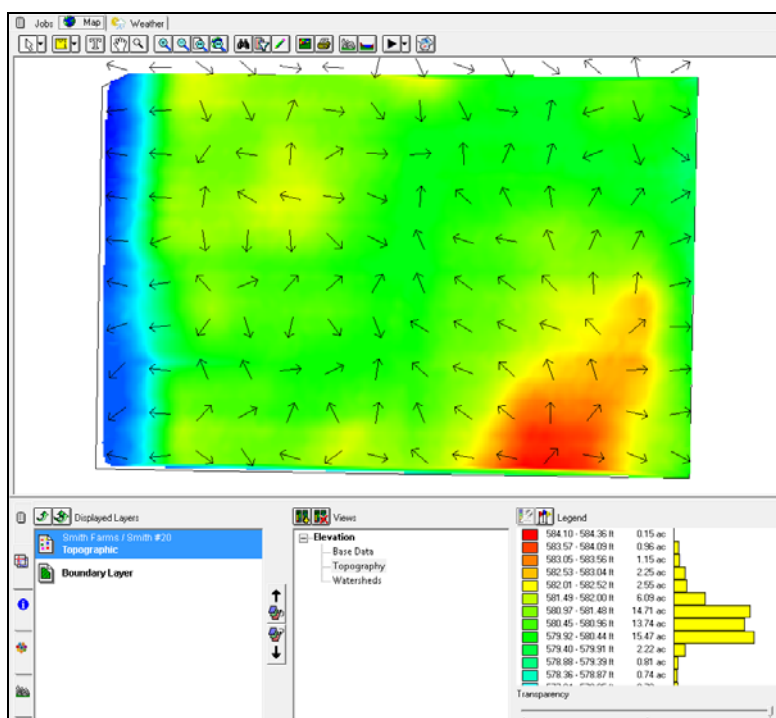 Jobs Map Weather
Displayed Layers
Smith Farms / Smith #20
Topographic
Boundary Layer
Views
Elevation
Base Data
Topography
Watersheds
Legend
584.10 - 584.36 ft 0.15 ac
583.57 - 584.09 ft 0.96 ac
583.05 - 583.56 ft 1.15 ac
582.53 - 583.04 ft 2.25 ac
582.01 - 582.52 ft 2.55 ac
581.49 - 582.00 ft 6.09 ac
580.97 - 581.48 ft 14.71 ac
580.45 - 580.96 ft 13.74 ac
579.92 - 580.44 ft 15.47 ac
579.40 - 579.91 ft 2.22 ac
578.88 - 579.39 ft 0.81 ac
578.36 - 578.87 ft 0.74 ac
Transparency